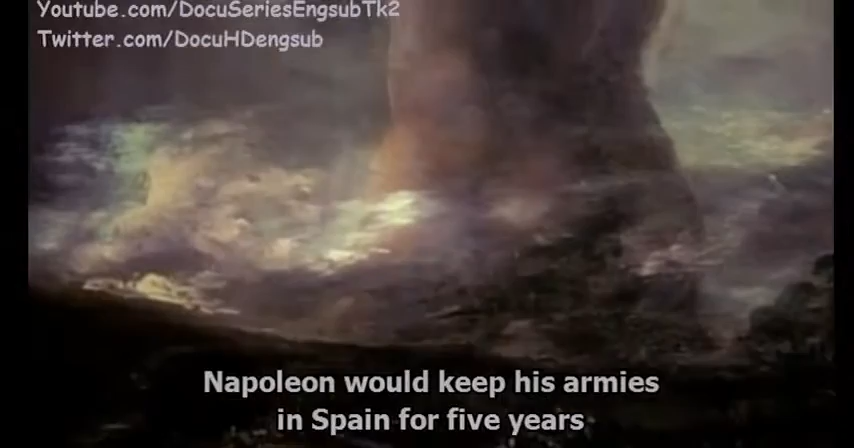 Youtube.com/DocuSeriesEngsubTk2
Twitter.com/DocuHDengsub
Napoleon would keep his armies
in Spain for five years